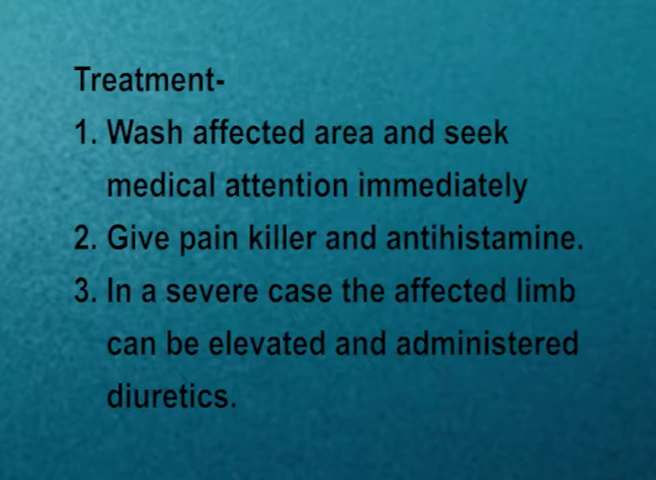 Treatment-
1. Wash affected area and seek
medical attention immediately
2. Give pain killer and antihistamine.
3. In a severe case the affected limb
can be elevated and administered
diuretics.